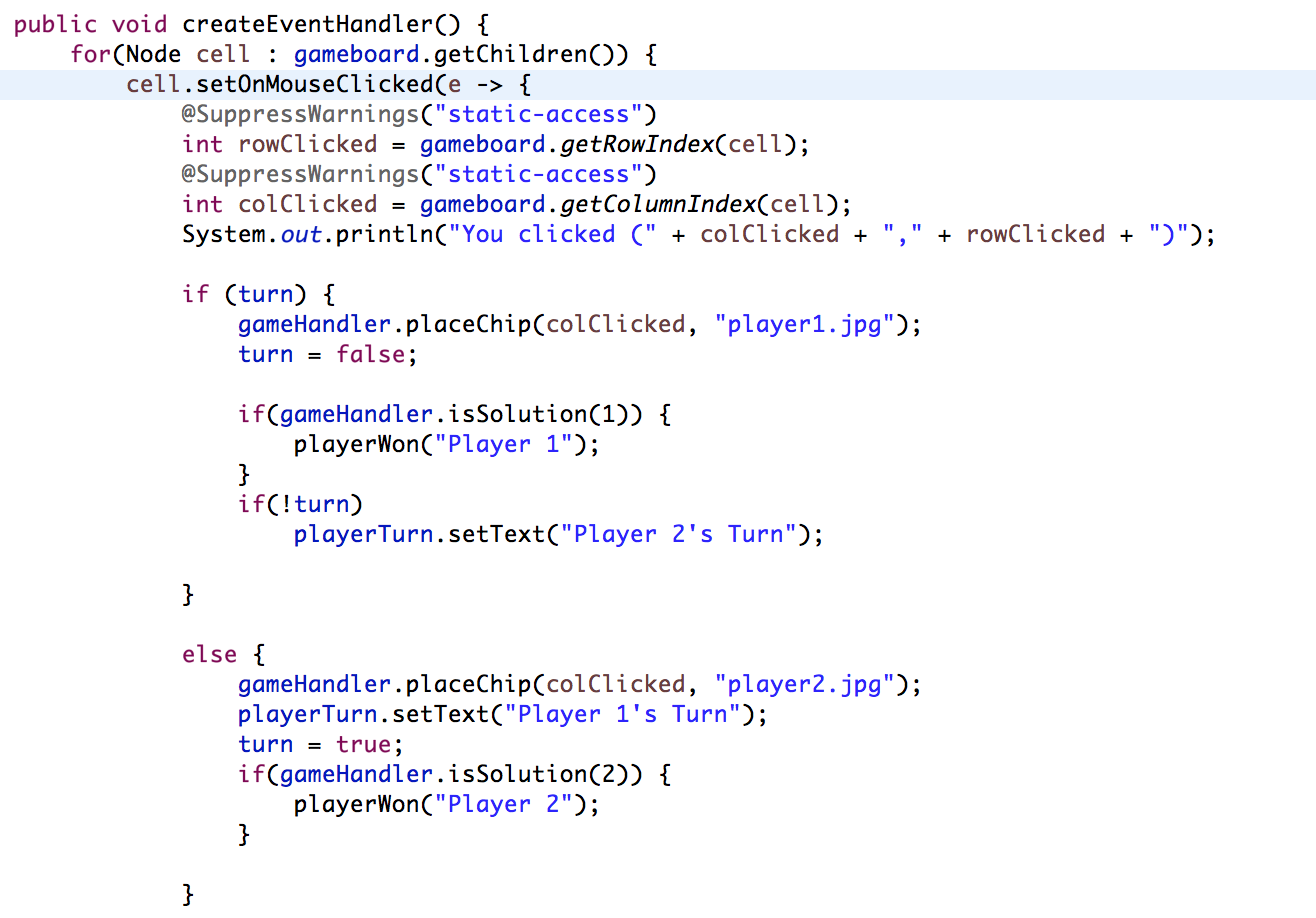 public void createEventHandler() {
    for(Node cell : gameboard.getChildren()) {
        cell.setOnMouseClicked(e -> {
            @SuppressWarnings("static-access")
            int rowClicked = gameboard.getRowIndex(cell);
            @SuppressWarnings("static-access")
            int colClicked = gameboard.getColumnIndex(cell);
            System.out.println("You clicked (" + colClicked + "," + rowClicked + ")");

            if (turn) {
                gameHandler.placeChip(colClicked, "player1.jpg");
                turn = false;

                if(gameHandler.isSolution(1)) {
                    playerWon("Player 1");
                }
                if(!turn)
                    playerTurn.setText("Player 2's Turn");

            }

            else {
                gameHandler.placeChip(colClicked, "player2.jpg");
                playerTurn.setText("Player 1's Turn");
                turn = true;
                if(gameHandler.isSolution(2)) {
                    playerWon("Player 2");
                }

            }